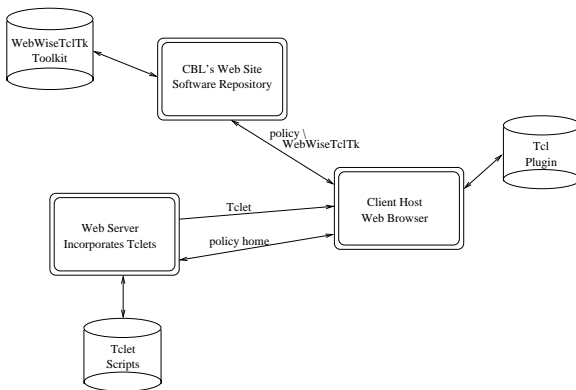 WebWiseTclTk
Toolkit
CBL's Web Site
Software Repository
policy \
WebWiseTclTk
Tcl
Plugin
Client Host
Web Browser
Tclet
Web Server
Incorporates Tclets
policy home
Tclet
Scripts